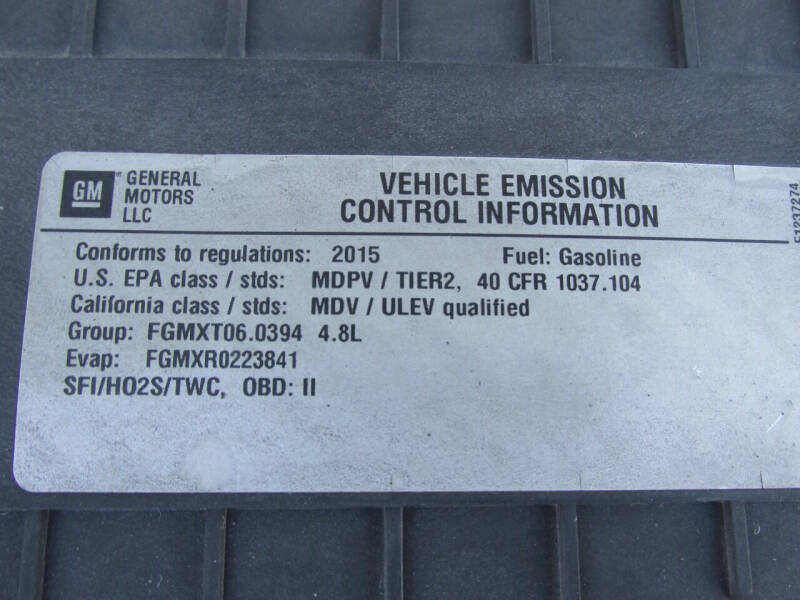 GM GENERAL MOTORS LLC
VEHICLE EMISSION
CONTROL INFORMATION
Conforms to regulations: 2015 Fuel: Gasoline
U.S. EPA class / stds: MDPV / TIER2, 40 CFR 1037.104
California class / stds: MDV / ULEV qualified
Group: FGMXT06.0394 4.8L
Evap: FGMXR0223841
SFI/HO2S/TWC, OBD: II